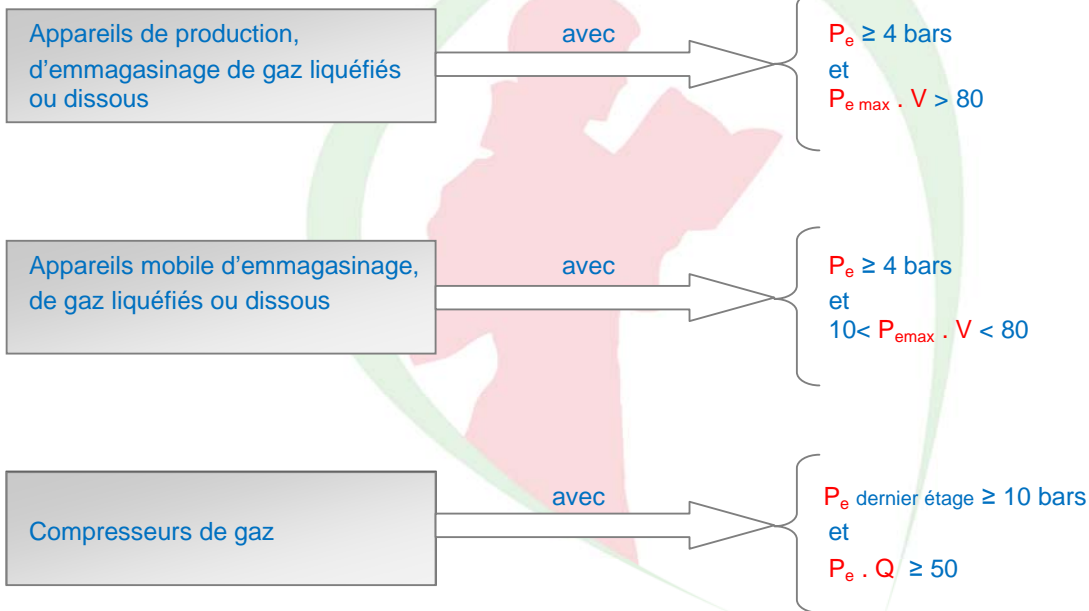 Appareils de production,
d'emmagasinage de gaz liquéfiés
ou dissous
avec
Pe ≥ 4 bars
et
Pe max . V > 80
Appareils mobile d'emmagasinage,
de gaz liquéfiés ou dissous
avec
Pe ≥ 4 bars
et
10< Pemax . V < 80
Compresseurs de gaz
avec
Pe dernier étage ≥ 10 bars
et
Pe . Q ≥ 50